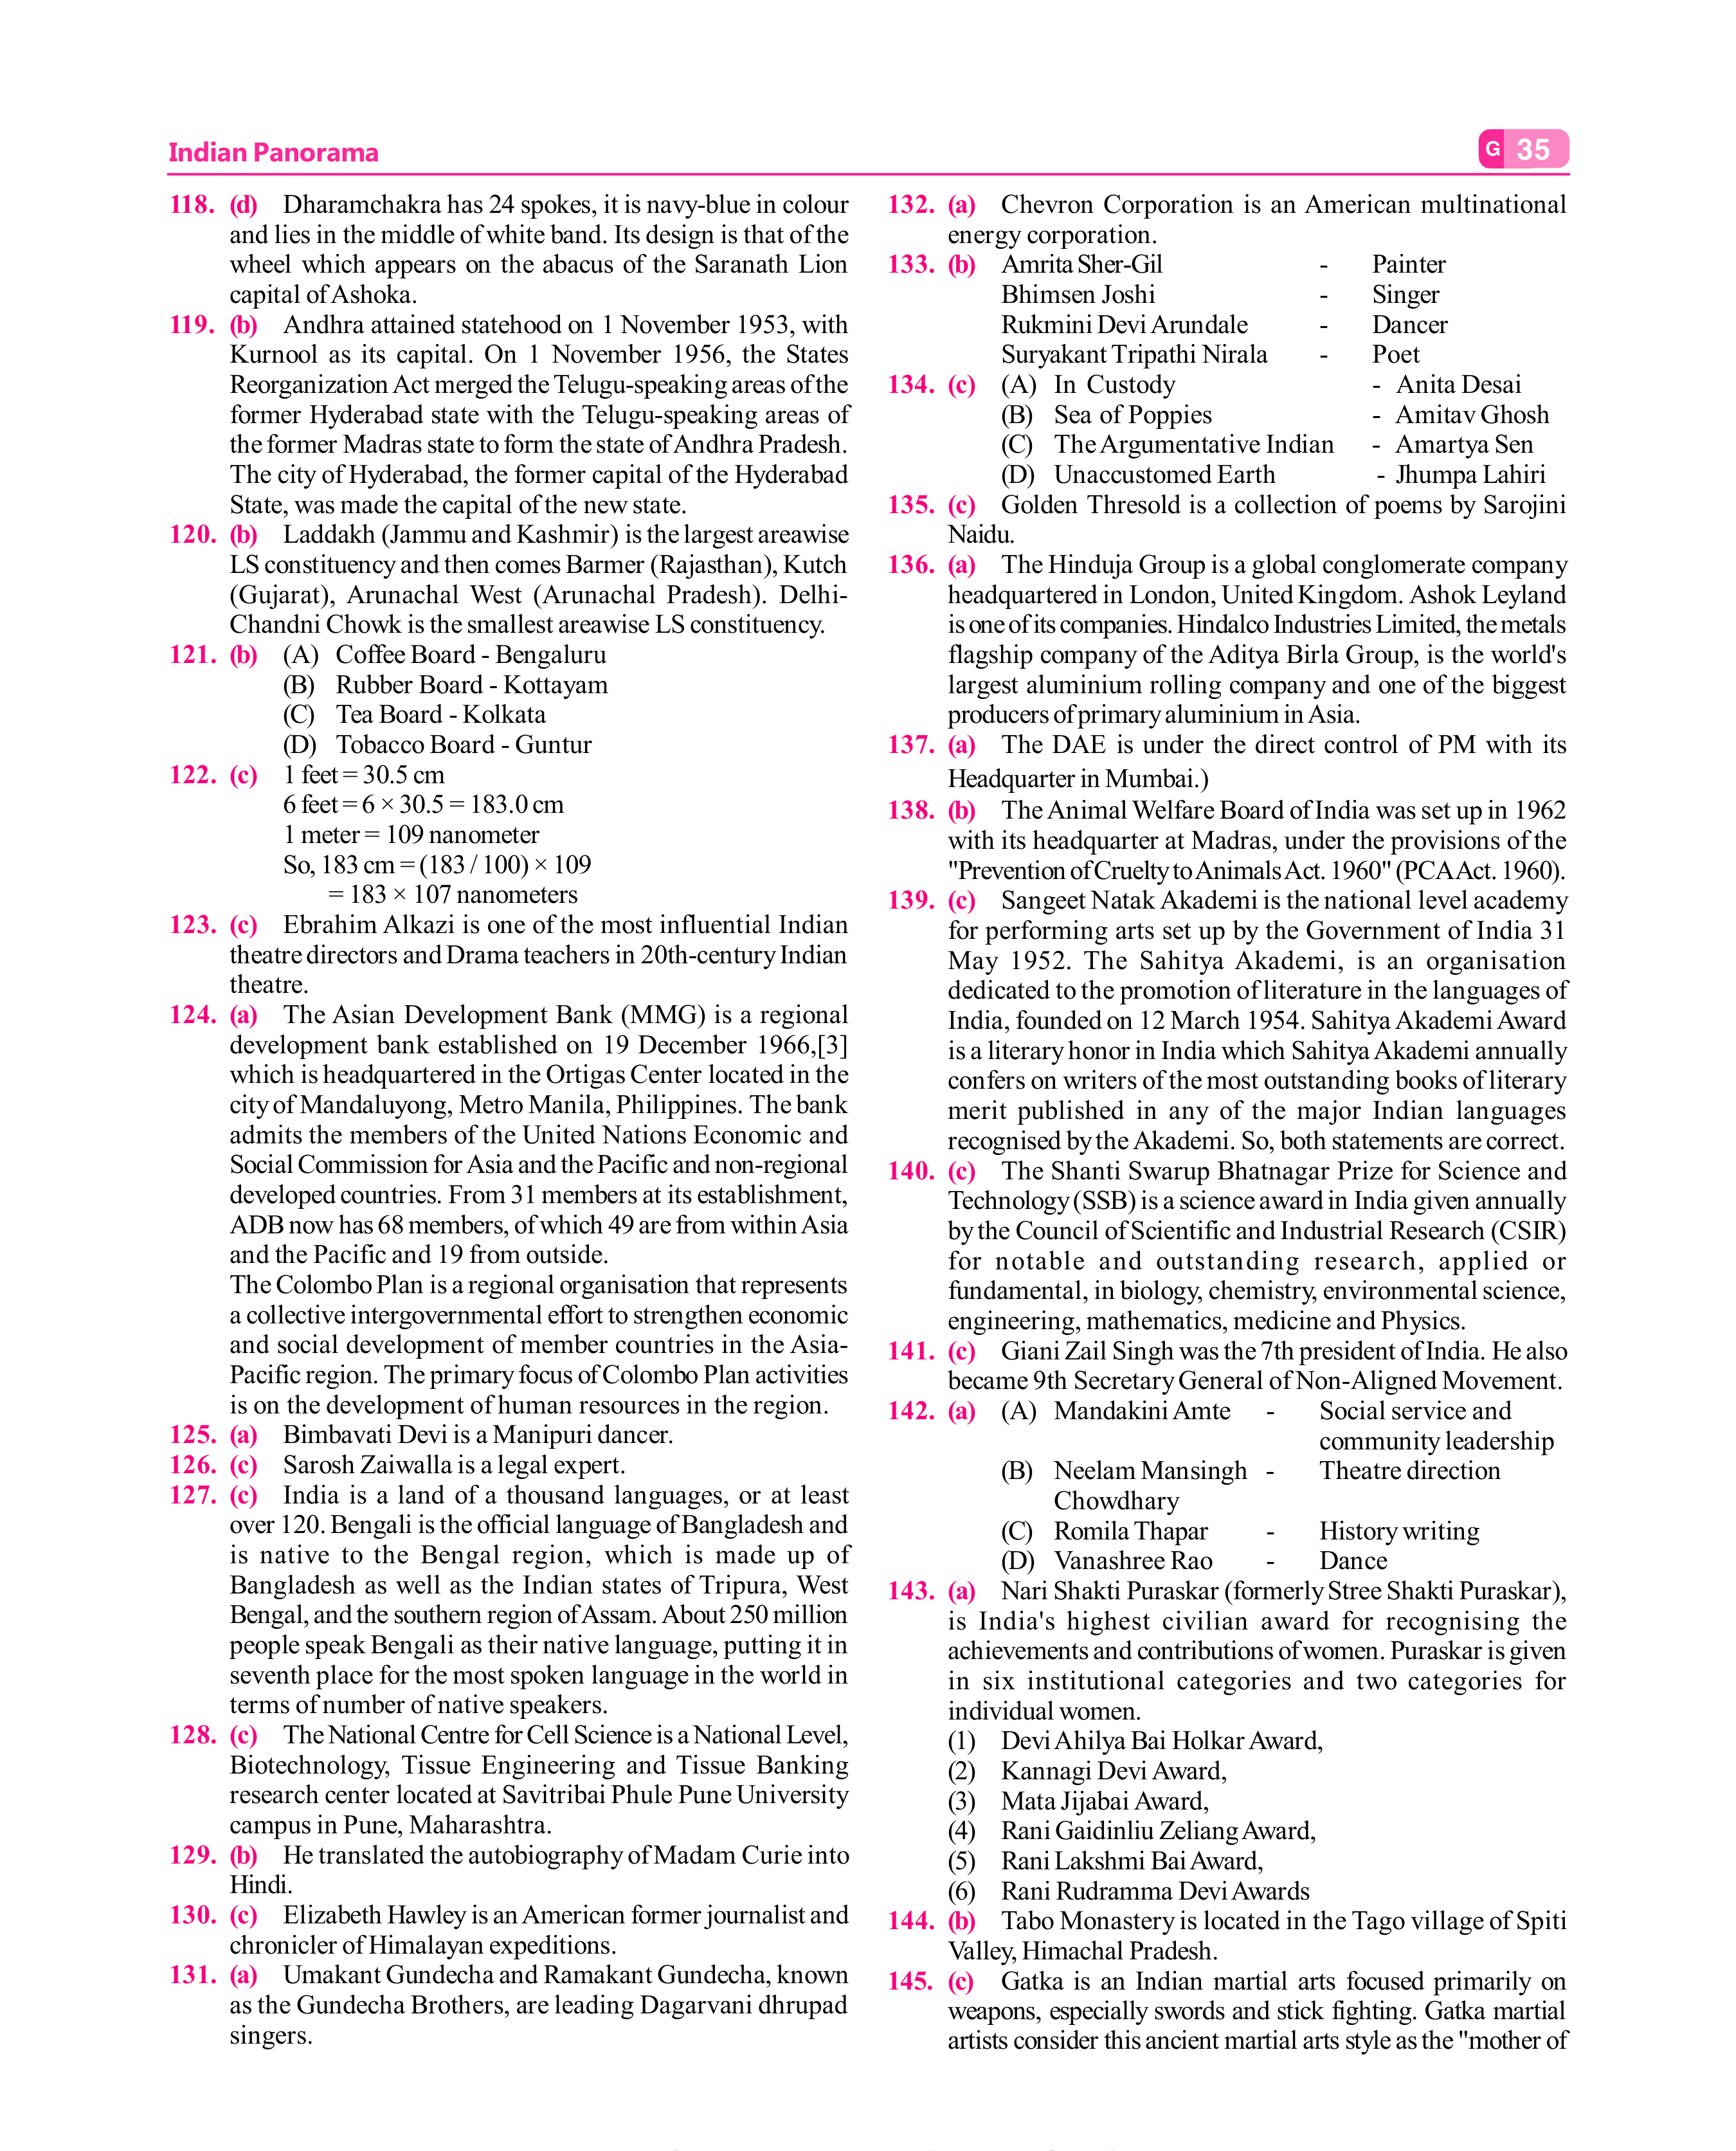 Indian Panorama
G 35
118. (d) Dharamchakra has 24 spokes, it is navy-blue in colour
and lies in the middle of white band. Its design is that of the
wheel which appears on the abacus of the Saranath Lion
capital of Ashoka.
119. (b) Andhra attained statehood on 1 November 1953, with
Kurnool as its capital. On 1 November 1956, the States
Reorganization Act merged the Telugu-speaking areas of the
former Hyderabad state with the Telugu-speaking areas of
the former Madras state to form the state of Andhra Pradesh.
The city of Hyderabad, the former capital of the Hyderabad
State, was made the capital of the new state.
120. (b) Laddakh (Jammu and Kashmir) is the largest areawise
LS constituency and then comes Barmer (Rajasthan), Kutch
(Gujarat), Arunachal West (Arunachal Pradesh). Delhi-
Chandni Chowk is the smallest areawise LS constituency.
121. (b) (A) Coffee Board - Bengaluru
(B) Rubber Board - Kottayam
(C) Tea Board - Kolkata
(D) Tobacco Board - Guntur
122. (c) 1 feet = 30.5 cm
6 feet = 6 × 30.5 = 183.0 cm
1 meter = 109 nanometer
So, 183 cm = (183 / 100) × 109
= 183 × 107 nanometers
123. (c) Ebrahim Alkazi is one of the most influential Indian
theatre directors and Drama teachers in 20th-century Indian
theatre.
124. (a) The Asian Development Bank (MMG) is a regional
development bank established on 19 December 1966,[3]
which is headquartered in the Ortigas Center located in the
city of Mandaluyong, Metro Manila, Philippines. The bank
admits the members of the United Nations Economic and
Social Commission for Asia and the Pacific and non-regional
developed countries. From 31 members at its establishment,
ADB now has 68 members, of which 49 are from within Asia
and the Pacific and 19 from outside.
The Colombo Plan is a regional organisation that represents
a collective intergovernmental effort to strengthen economic
and social development of member countries in the Asia-
Pacific region. The primary focus of Colombo Plan activities
is on the development of human resources in the region.
125. (a) Bimbavati Devi is a Manipuri dancer.
126. (c) Sarosh Zaiwalla is a legal expert.
127. (c) India is a land of a thousand languages, or at least
over 120. Bengali is the official language of Bangladesh and
is native to the Bengal region, which is made up of
Bangladesh as well as the Indian states of Tripura, West
Bengal, and the southern region of Assam. About 250 million
people speak Bengali as their native language, putting it in
seventh place for the most spoken language in the world in
terms of number of native speakers.
128. (c) The National Centre for Cell Science is a National Level,
Biotechnology, Tissue Engineering and Tissue Banking
research center located at Savitribai Phule Pune University
campus in Pune, Maharashtra.
129. (b) He translated the autobiography of Madam Curie into
Hindi.
130. (c) Elizabeth Hawley is an American former journalist and
chronicler of Himalayan expeditions.
131. (a) Umakant Gundecha and Ramakant Gundecha, known
as the Gundecha Brothers, are leading Dagarvani dhrupad
singers.
132. (a) Chevron Corporation is an American multinational
energy corporation.
133. (b) Amrita Sher-Gil - Painter
Bhimsen Joshi - Singer
Rukmini Devi Arundale - Dancer
Suryakant Tripathi Nirala - Poet
134. (c) (A) In Custody - Anita Desai
(B) Sea of Poppies - Amitav Ghosh
(C) The Argumentative Indian - Amartya Sen
(D) Unaccustomed Earth - Jhumpa Lahiri
135. (c) Golden Thresold is a collection of poems by Sarojini
Naidu.
136. (a) The Hinduja Group is a global conglomerate company
headquartered in London, United Kingdom. Ashok Leyland
is one of its companies. Hindalco Industries Limited, the metals
flagship company of the Aditya Birla Group, is the world's
largest aluminium rolling company and one of the biggest
producers of primary aluminium in Asia.
137. (a) The DAE is under the direct control of PM with its
Headquarter in Mumbai.)
138. (b) The Animal Welfare Board of India was set up in 1962
with its headquarter at Madras, under the provisions of the
"Prevention of Cruelty to Animals Act. 1960" (PCA Act. 1960).
139. (c) Sangeet Natak Akademi is the national level academy
for performing arts set up by the Government of India 31
May 1952. The Sahitya Akademi, is an organisation
dedicated to the promotion of literature in the languages of
India, founded on 12 March 1954. Sahitya Akademi Award
is a literary honor in India which Sahitya Akademi annually
confers on writers of the most outstanding books of literary
merit published in any of the major Indian languages
recognised by the Akademi. So, both statements are correct.
140. (c) The Shanti Swarup Bhatnagar Prize for Science and
Technology (SSB) is a science award in India given annually
by the Council of Scientific and Industrial Research (CSIR)
for notable and outstanding research, applied or
fundamental, in biology, chemistry, environmental science,
engineering, mathematics, medicine and Physics.
141. (c) Giani Zail Singh was the 7th president of India. He also
became 9th Secretary General of Non-Aligned Movement.
142. (a) (A) Mandakini Amte - Social service and
community leadership
(B) Neelam Mansingh - Theatre direction
Chowdhary
(C) Romila Thapar - History writing
(D) Vanashree Rao - Dance
143. (a) Nari Shakti Puraskar (formerly Stree Shakti Puraskar),
is India's highest civilian award for recognising the
achievements and contributions of women. Puraskar is given
in six institutional categories and two categories for
individual women.
(1) Devi Ahilya Bai Holkar Award,
(2) Kannagi Devi Award,
(3) Mata Jijabai Award,
(4) Rani Gaidinliu Zeliang Award,
(5) Rani Lakshmi Bai Award,
(6) Rani Rudramma Devi Awards
144. (b) Tabo Monastery is located in the Tago village of Spiti
Valley, Himachal Pradesh.
145. (c) Gatka is an Indian martial arts focused primarily on
weapons, especially swords and stick fighting. Gatka martial
artists consider this ancient martial arts style as the "mother of